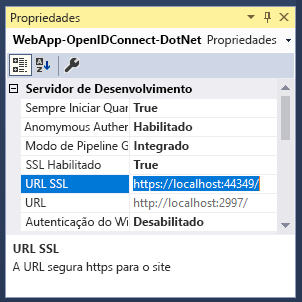 Propriedades
WebApp-OpenIDConnect-DotNet Propriedades
Servidor de Desenvolvimento
Sempre Iniciar Quar True
Anonymous Auther Habilitado
Modo de Pipeline G Integrado
SSL Habilitado True
URL SSL https://localhost:44349/
URL http://localhost:2997/
Autenticação do Wi Desabilitado
URL SSL
A URL segura https para o site